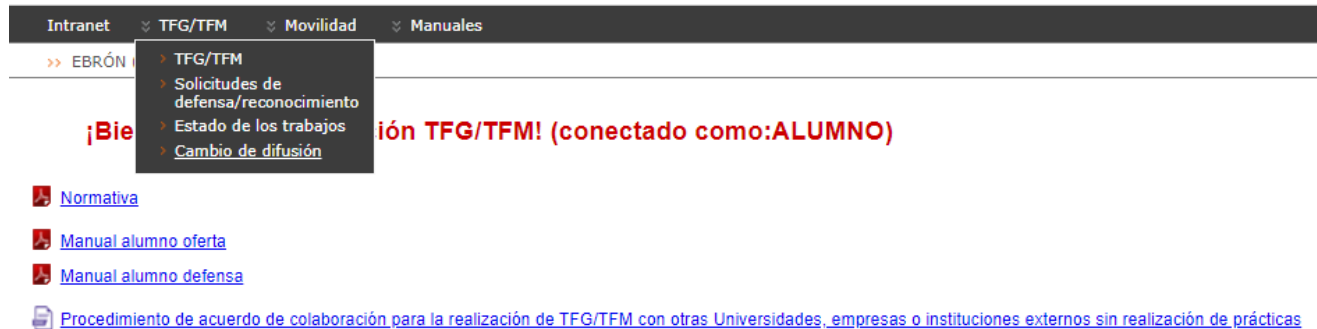 Intranet TFG/TFM Movilidad Manuales
>> EBRÓN
TFG/TFM
Solicitudes de
defensa/reconocimiento
Estado de los trabajos
Cambio de difusión
¡Bie ión TFG/TFM! (conectado como:ALUMNO)
Normativa
Manual alumno oferta
Manual alumno defensa
Procedimiento de acuerdo de colaboración para la realización de TFG/TFM con otras Universidades, empresas o instituciones externos sin realización de prácticas